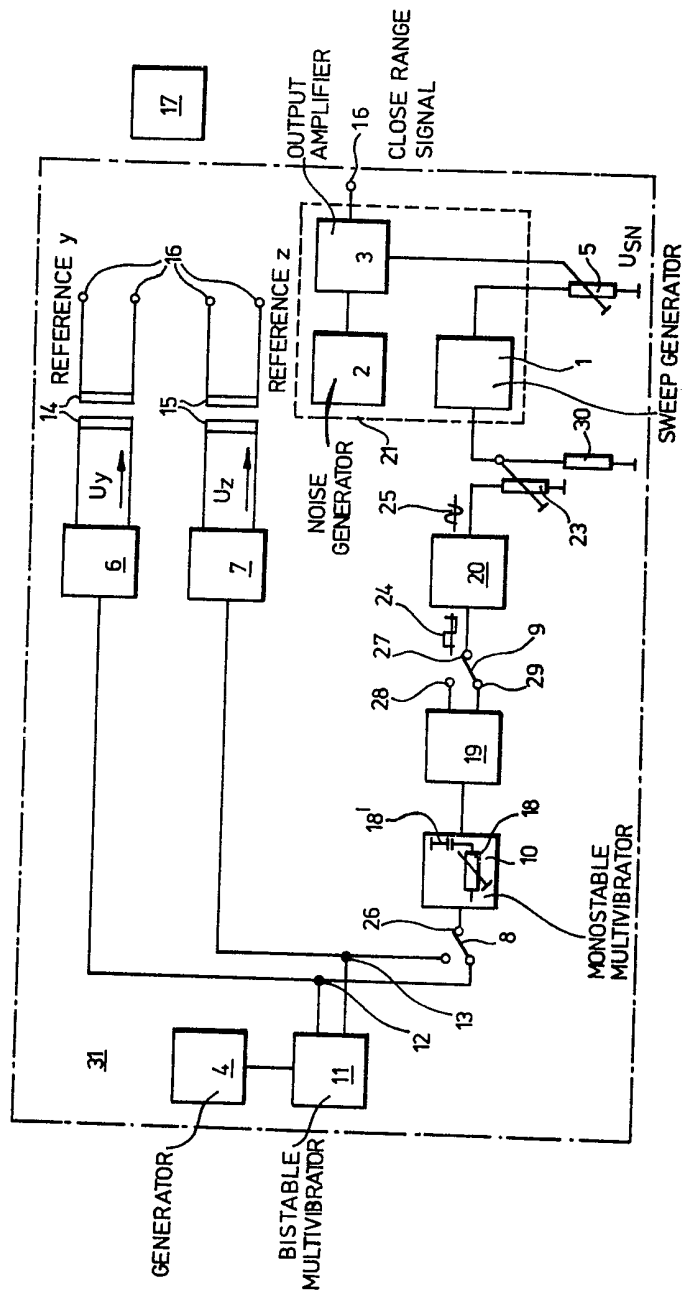 17
OUTPUT
AMPLIFIER
16
CLOSE RANGE
SIGNAL
REFERENCE y
16
REFERENCE z
3
5
U_SN
14
15
2
1
SWEEP GENERATOR
Uy
Uz
NOISE
GENERATOR
21
30
6
7
25
23
20
24
27
9
28
29
19
18'
18
10
26
8
MONOSTABLE
MULTIVIBRATOR
13
12
31
4
11
GENERATOR
BISTABLE
MULTIVIBRATOR